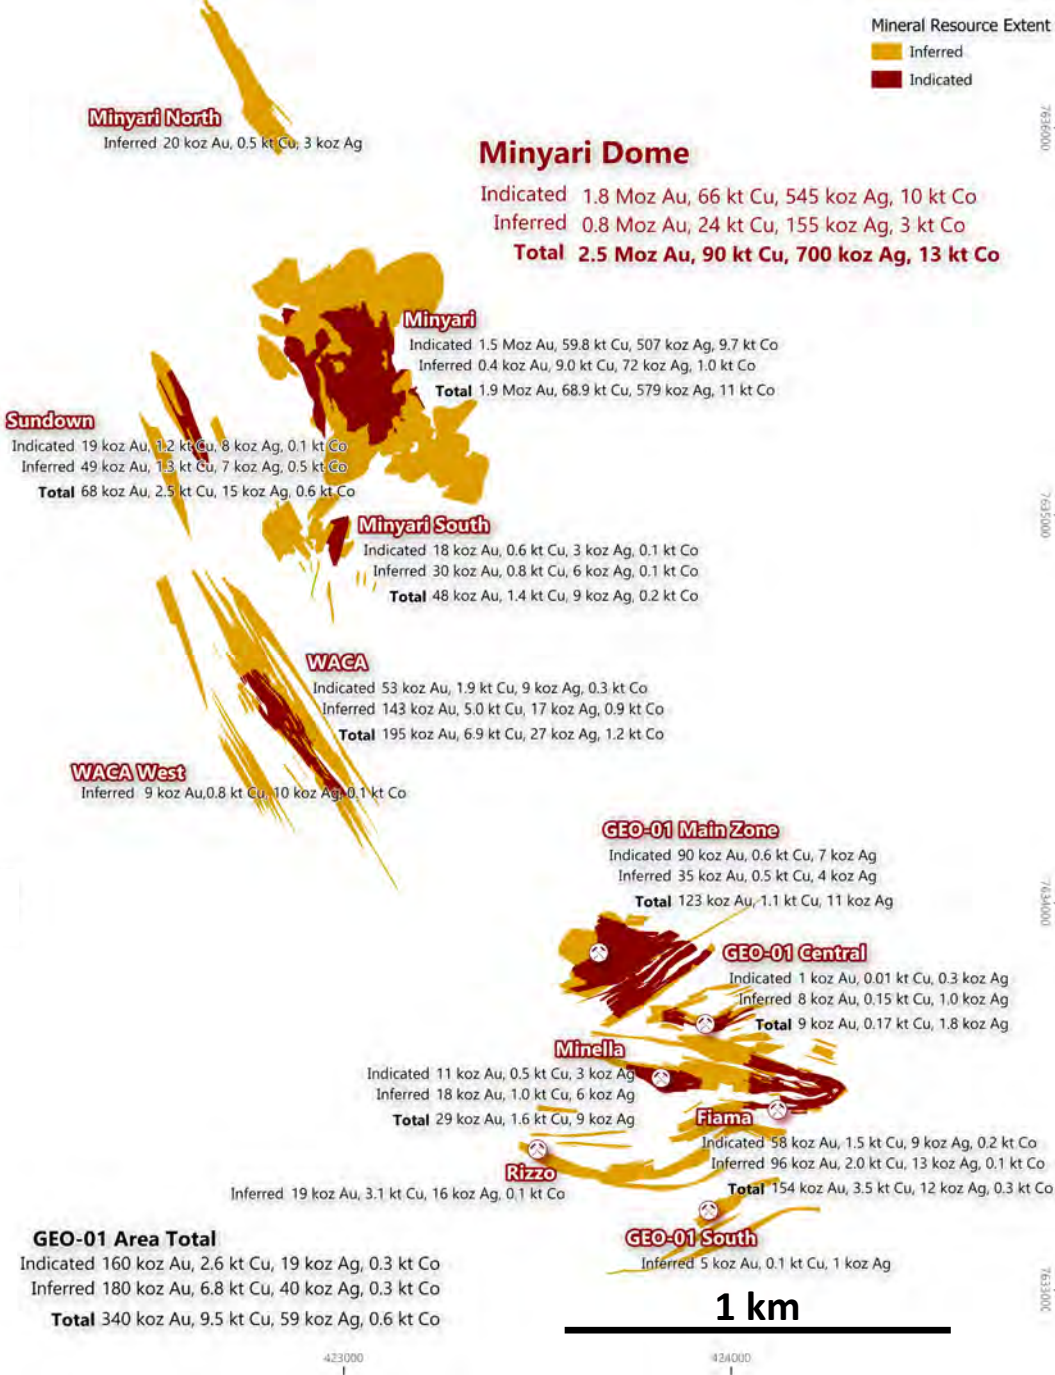 Mineral Resource Extent
Inferred
Indicated
Minyari North
Inferred 20 koz Au, 0.5 kt Cu, 3 koz Ag
7636000
Minyari Dome
Indicated 1.8 Moz Au, 66 kt Cu, 545 koz Ag, 10 kt Co
Inferred 0.8 Moz Au, 24 kt Cu, 155 koz Ag, 3 kt Co
Total 2.5 Moz Au, 90 kt Cu, 700 koz Ag, 13 kt Co
Minyari
Indicated 1.5 Moz Au, 59.8 kt Cu, 507 koz Ag, 9.7 kt Co
Inferred 0.4 koz Au, 9.0 kt Cu, 72 koz Ag, 1.0 kt Co
Total 1.9 Moz Au, 68.9 kt Cu, 579 koz Ag, 11 kt Co
Sundown
Indicated 19 koz Au, 1.2 kt Cu, 8 koz Ag, 0.1 kt Co
Inferred 49 koz Au, 1.3 kt Cu, 7 koz Ag, 0.5 kt Co
Total 68 koz Au, 2.5 kt Cu, 15 koz Ag, 0.6 kt Co
7635000
Minyari South
Indicated 18 koz Au, 0.6 kt Cu, 3 koz Ag, 0.1 kt Co
Inferred 30 koz Au, 0.8 kt Cu, 6 koz Ag, 0.1 kt Co
Total 48 koz Au, 1.4 kt Cu, 9 koz Ag, 0.2 kt Co
WACA
Indicated 53 koz Au, 1.9 kt Cu, 9 koz Ag, 0.3 kt Co
Inferred 143 koz Au, 5.0 kt Cu, 17 koz Ag, 0.9 kt Co
Total 195 koz Au, 6.9 kt Cu, 27 koz Ag, 1.2 kt Co
WACA West
Inferred 9 koz Au,0.8 kt Cu, 10 koz Ag, 0.1 kt Co
GEO-01 Main Zone
Indicated 90 koz Au, 0.6 kt Cu, 7 koz Ag
Inferred 35 koz Au, 0.5 kt Cu, 4 koz Ag
Total 123 koz Au, 1.1 kt Cu, 11 koz Ag
7634000
GEO-01 Central
Indicated 1 koz Au, 0.01 kt Cu, 0.3 koz Ag
Inferred 8 koz Au, 0.15 kt Cu, 1.0 koz Ag
Total 9 koz Au, 0.17 kt Cu, 1.8 koz Ag
Minella
Indicated 11 koz Au, 0.5 kt Cu, 3 koz Ag
Inferred 18 koz Au, 1.0 kt Cu, 6 koz Ag
Total 29 koz Au, 1.6 kt Cu, 9 koz Ag
Fiama
Indicated 58 koz Au, 1.5 kt Cu, 9 koz Ag, 0.2 kt Co
Inferred 96 koz Au, 2.0 kt Cu, 13 koz Ag, 0.1 kt Co
Total 154 koz Au, 3.5 kt Cu, 12 koz Ag, 0.3 kt Co
Rizzo
Inferred 19 koz Au, 3.1 kt Cu, 16 koz Ag, 0.1 kt Co
GEO-01 South
Inferred 5 koz Au, 0.1 kt Cu, 1 koz Ag
GEO-01 Area Total
Indicated 160 koz Au, 2.6 kt Cu, 19 koz Ag, 0.3 kt Co
Inferred 180 koz Au, 6.8 kt Cu, 40 koz Ag, 0.3 kt Co
Total 340 koz Au, 9.5 kt Cu, 59 koz Ag, 0.6 kt Co
7633000
1 km
423000
424000